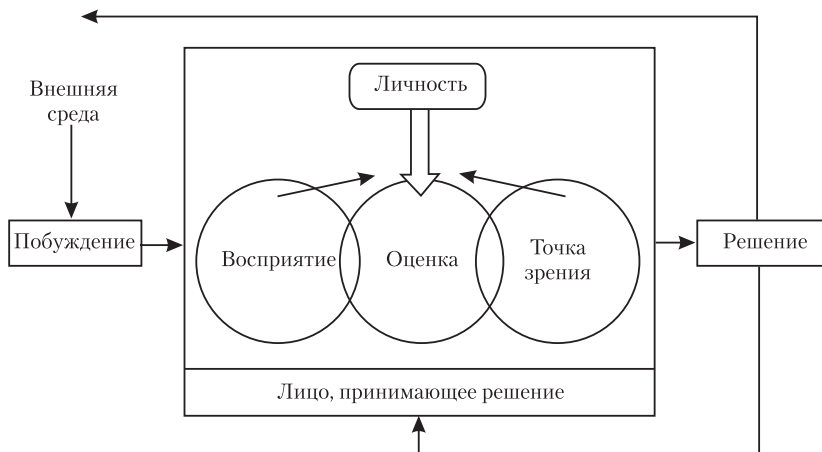 Личность
Внешняя
среда
Побуждение
Восприятие
Оценка
Точка
зрения
Решение
Лицо, принимающее решение